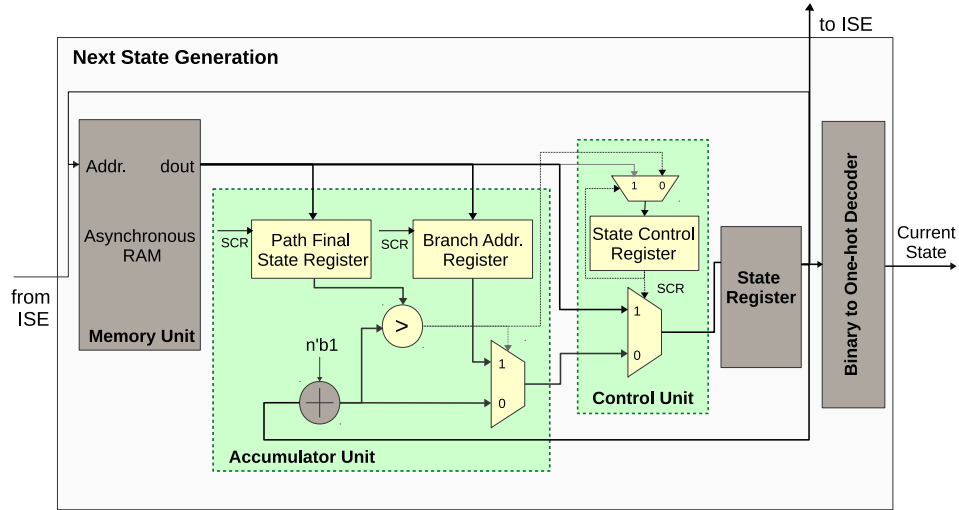 to ISE
Next State Generation
Addr. dout
Asynchronous
RAM
Memory Unit
from
ISE
SCR
Path Final
State Register
SCR
Branch Addr.
Register
>
n'b1
1
0
Accumulator Unit
1 0
State Control
Register
SCR
1
0
Control Unit
State
Register
Binary to One-hot Decoder
Current
State